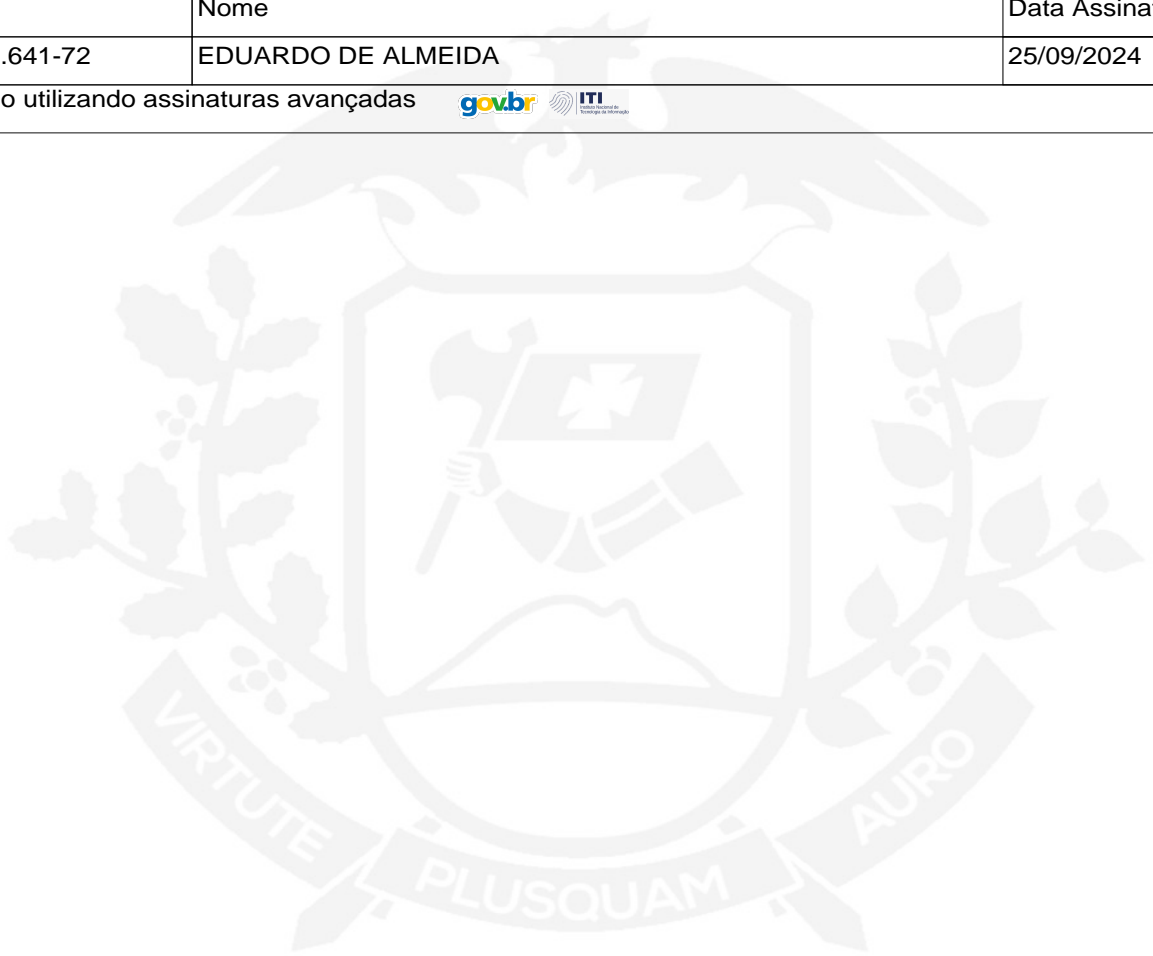 Nome Data Assina
.641-72 EDUARDO DE ALMEIDA 25/09/2024
o utilizando assinaturas avançadas gov.br ITI
VIRTUTE PLUSQUAM AURO